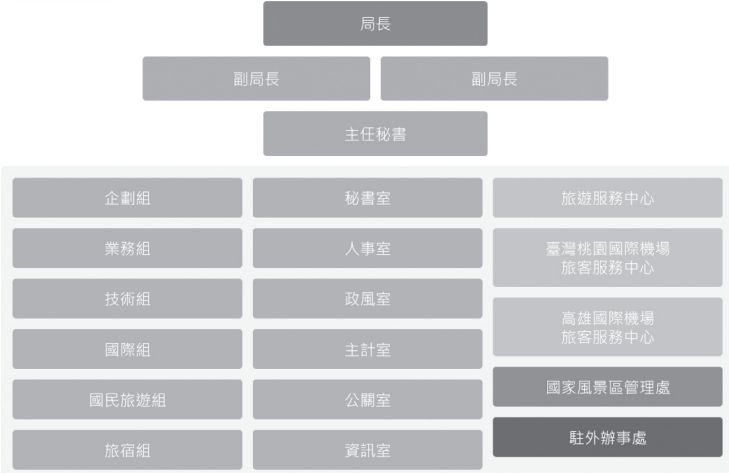 局長
副局長
副局長
主任秘書
企劃組
業務組
技術組
國際組
國民旅遊組
旅宿組
秘書室
人事室
政風室
主計室
公關室
資訊室
旅遊服務中心
臺灣桃園國際機場
旅客服務中心
高雄國際機場
旅客服務中心
國家風景區管理處
駐外辦事處